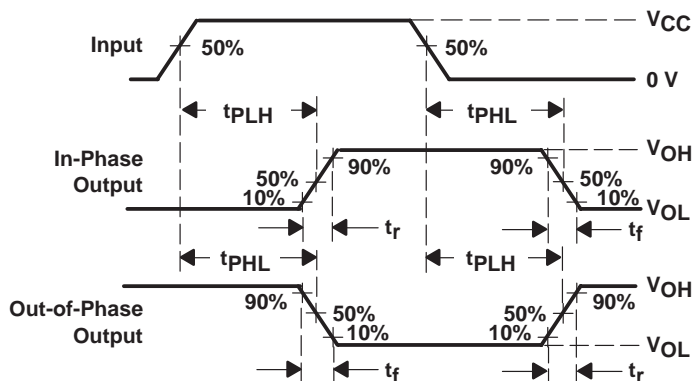 VCC
Input
50%
50%
0 V
tPLH
tPHL
In-Phase
Output
VOH
90%
90%
50%
50%
10%
10%
VOL
tr
tf
tPHL
tPLH
Out-of-Phase
Output
VOH
90%
90%
50%
50%
10%
10%
VOL
tf
tr